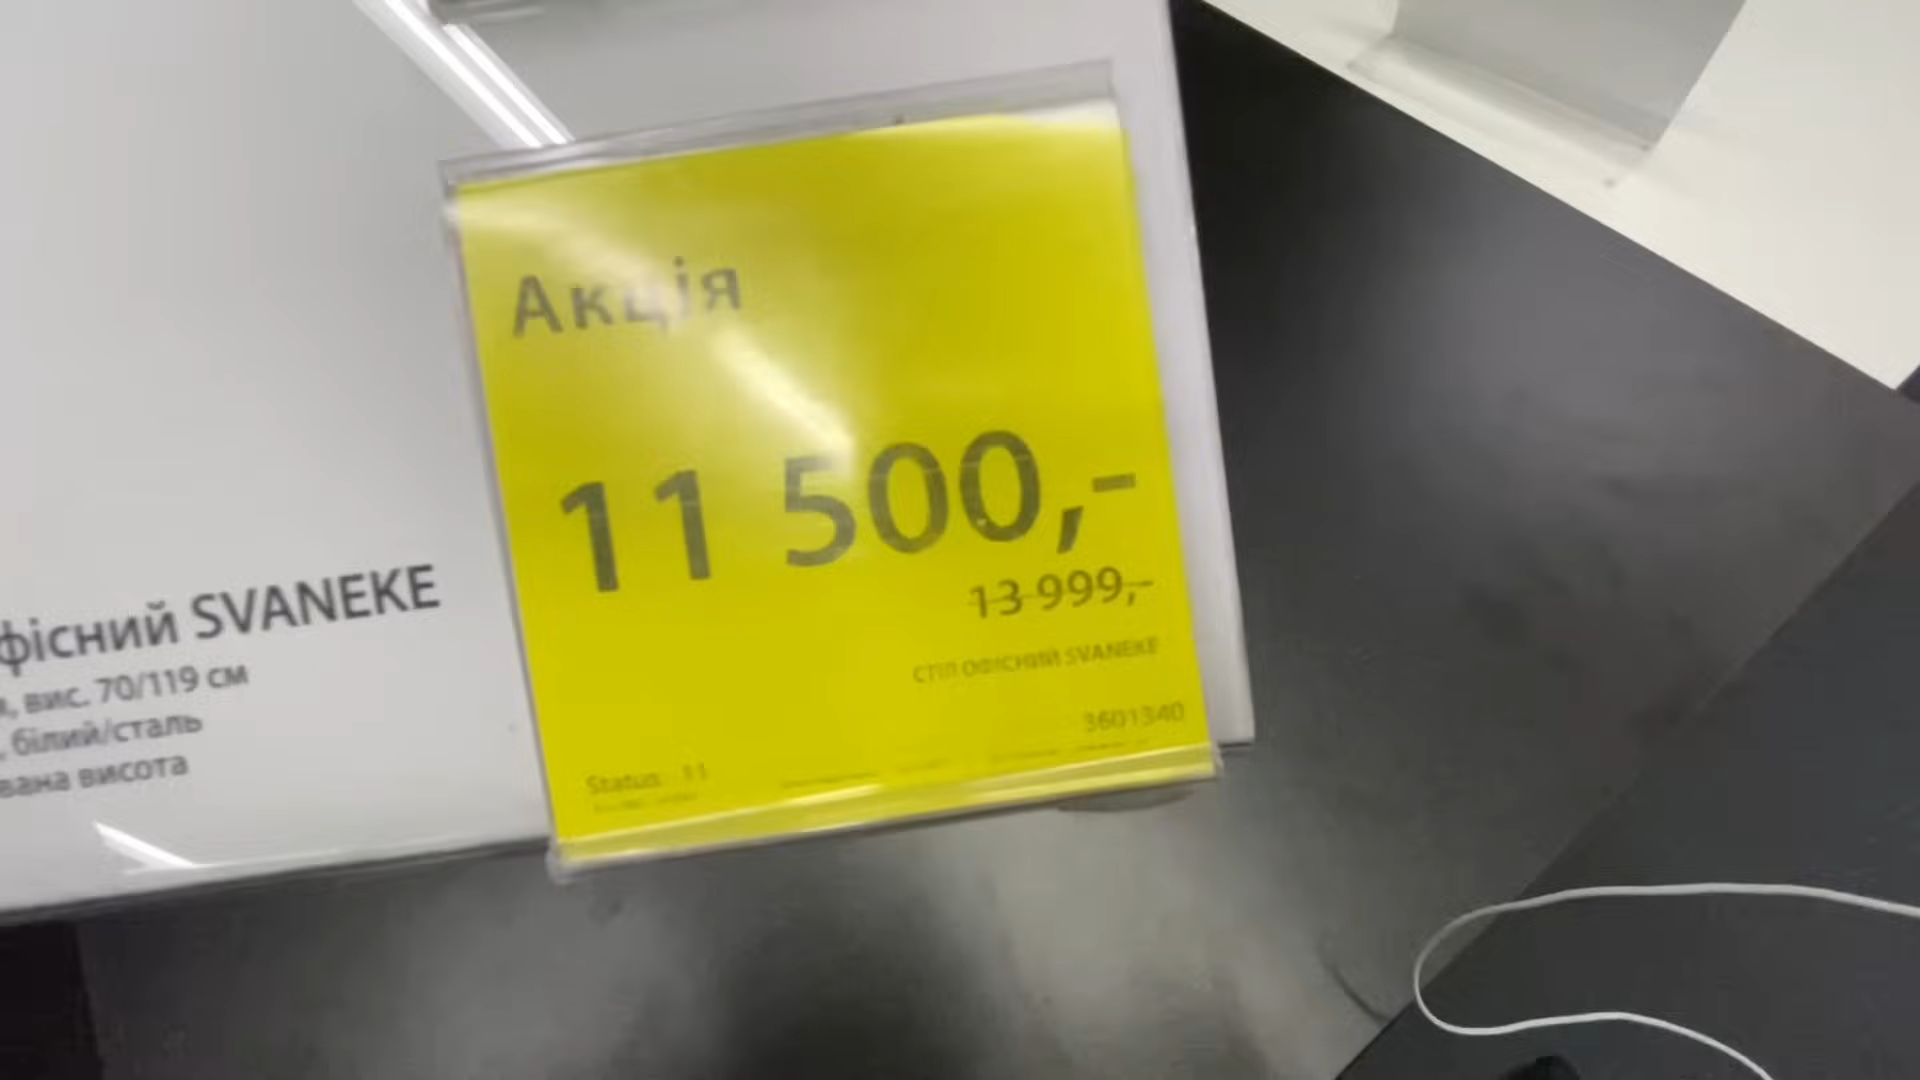 Акція
11 500,-
13 999,-
СТІЛ ОФІСНИЙ SVANEKE
3601340
Status: 11
фісний SVANEKE
я, вис. 70/119 см
, білий/сталь
вана висота